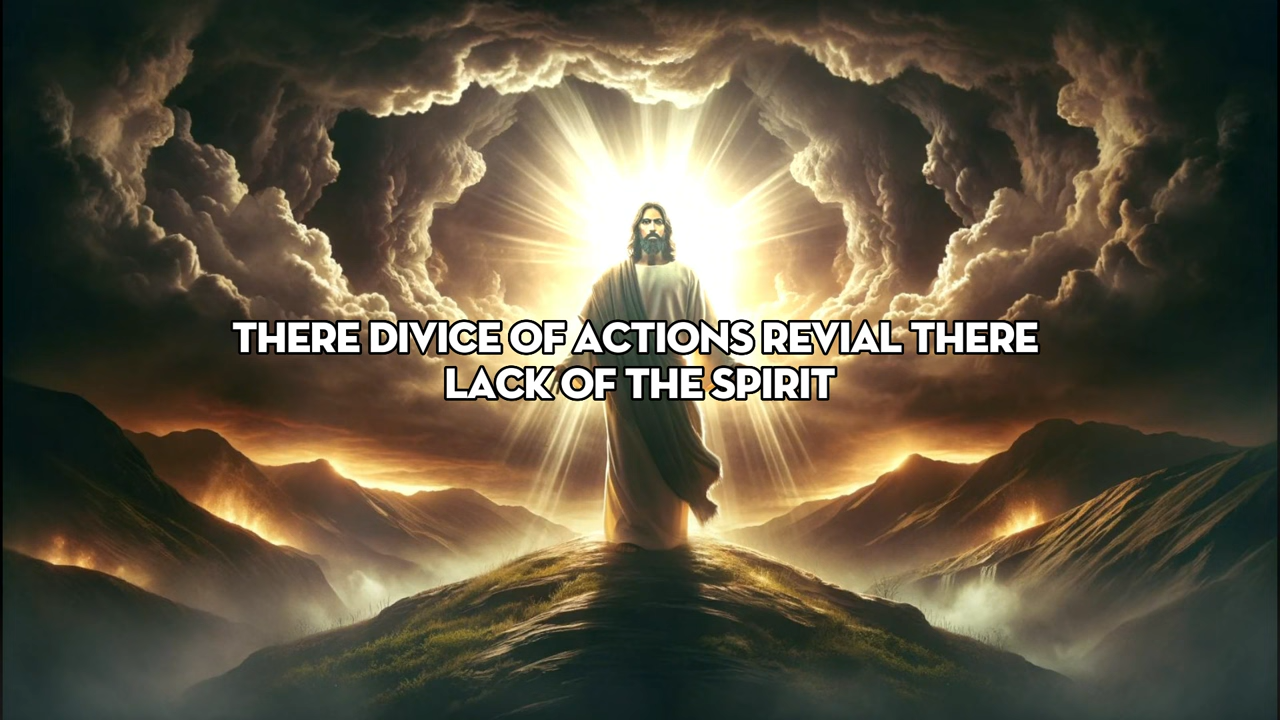 THERE DIVICE OF ACTIONS REVIAL THERE
LACK OF THE SPIRIT